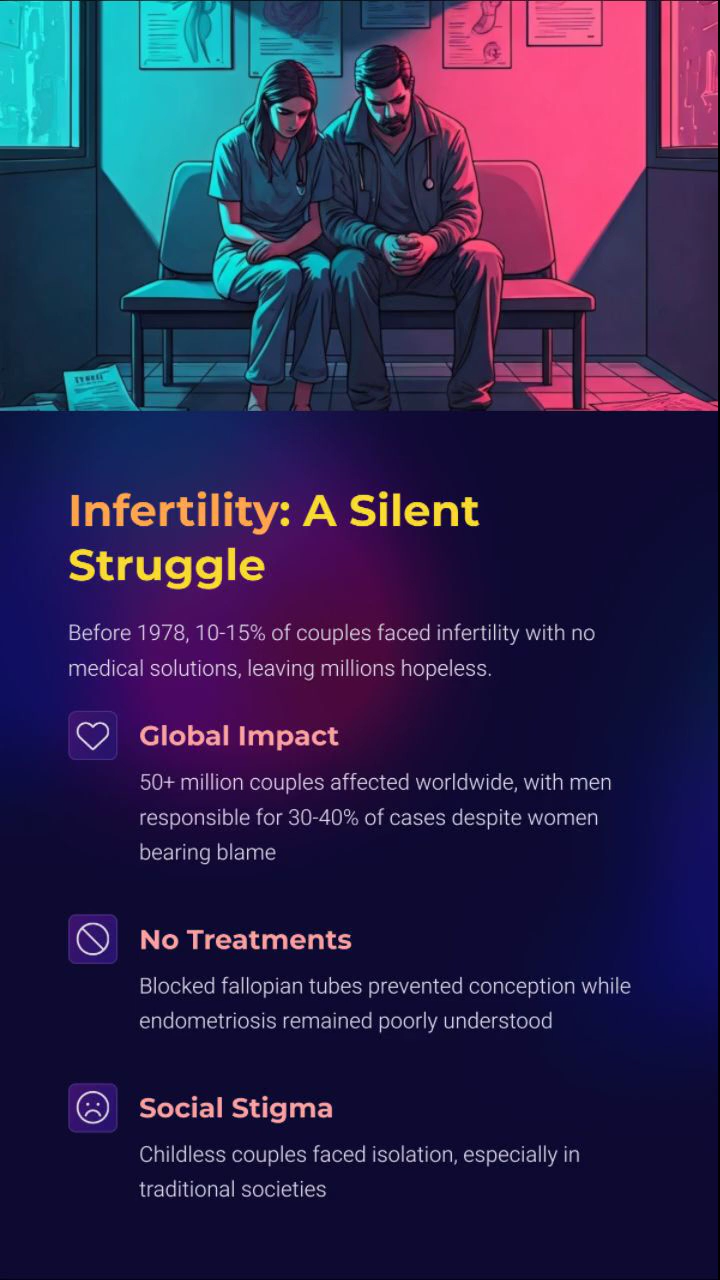 Infertility: A Silent
Struggle
Before 1978, 10-15% of couples faced infertility with no
medical solutions, leaving millions hopeless.
Global Impact
50+ million couples affected worldwide, with men
responsible for 30-40% of cases despite women
bearing blame
No Treatments
Blocked fallopian tubes prevented conception while
endometriosis remained poorly understood
Social Stigma
Childless couples faced isolation, especially in
traditional societies